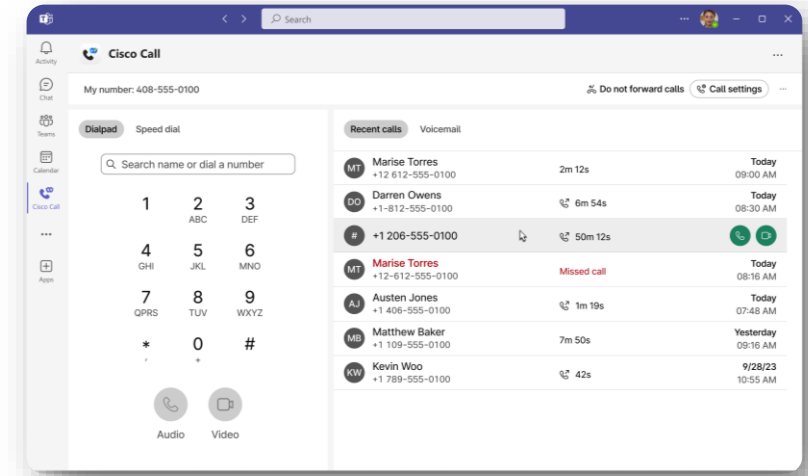 Search
Activity
Chat
Teams
Calendar
Cisco Call
Apps
Cisco Call
My number: 408-555-0100
Do not forward calls
Call settings
Dialpad
Speed dial
Search name or dial a number
1
2
3
ABC
DEF
4
5
6
GHI
JKL
MNO
7
8
9
QPRS
TUV
WXYZ
*
0
#
,
+
Audio
Video
Recent calls
Voicemail
MT
Marise Torres
+12 612-555-0100
2m 12s
Today
09:00 AM
DO
Darren Owens
+1-812-555-0100
6m 54s
Today
08:30 AM
#
+1 206-555-0100
50m 12s
MT
Marise Torres
+12-612-555-0100
Missed call
Today
08:16 AM
AJ
Austen Jones
+1 406-555-0100
1m 19s
Today
07:48 AM
MB
Matthew Baker
+1 109-555-0100
7m 50s
Yesterday
09:16 AM
KW
Kevin Woo
+1 789-555-0100
42s
9/28/23
10:55 AM